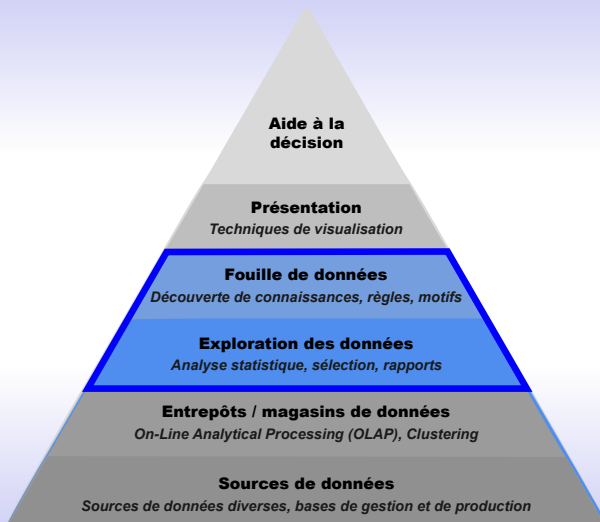 Aide à la
décision
Présentation
Techniques de visualisation
Fouille de données
Découverte de connaissances, règles, motifs
Exploration des données
Analyse statistique, sélection, rapports
Entrepôts / magasins de données
On-Line Analytical Processing (OLAP), Clustering
Sources de données
Sources de données diverses, bases de gestion et de production